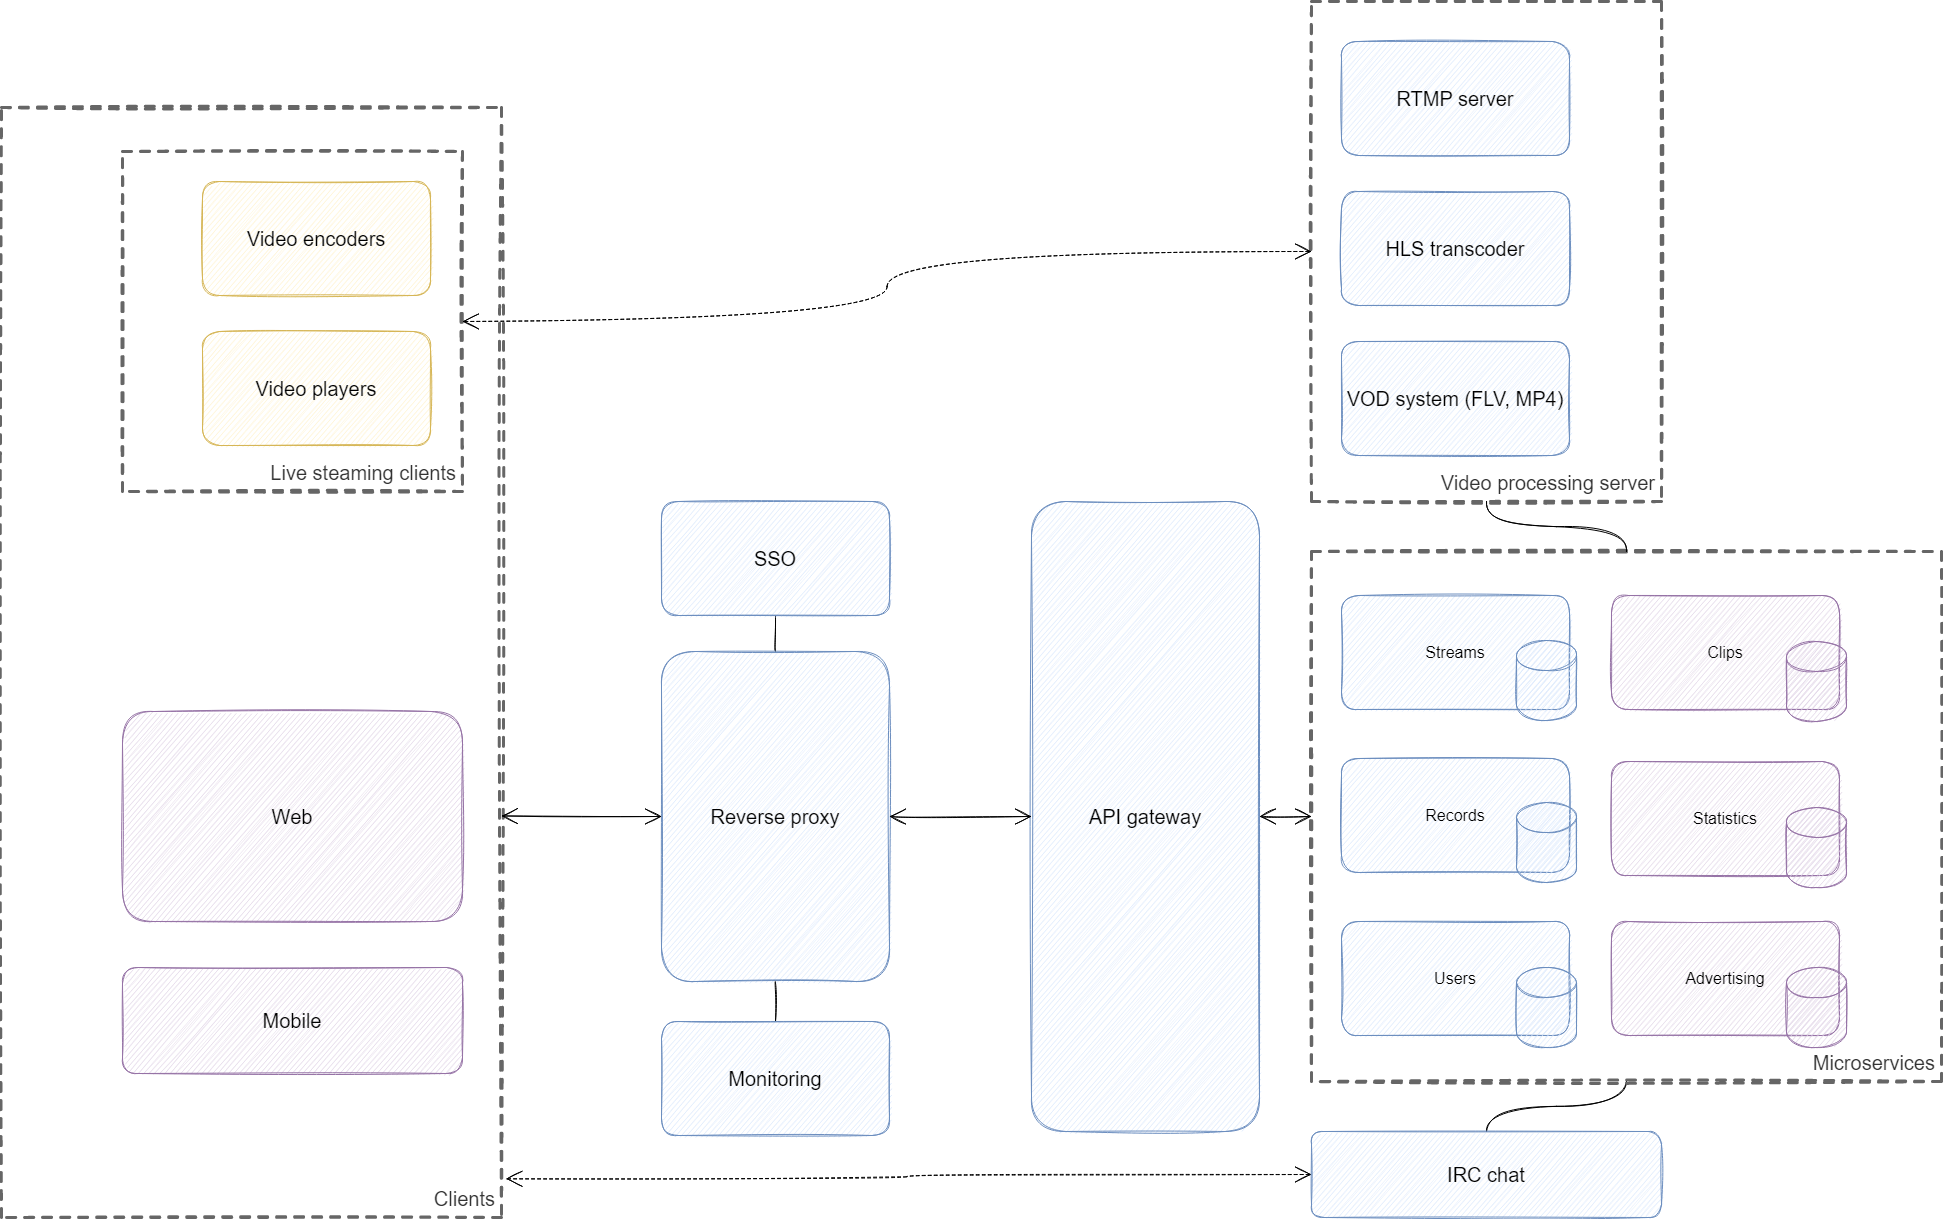 RTMP server
HLS transcoder
VOD system (FLV, MP4)
Video processing server
Video encoders
Video players
Live steaming clients
SSO
Reverse proxy
Monitoring
API gateway
Web
Mobile
Clients
Streams
Clips
Records
Statistics
Users
Advertising
Microservices
IRC chat